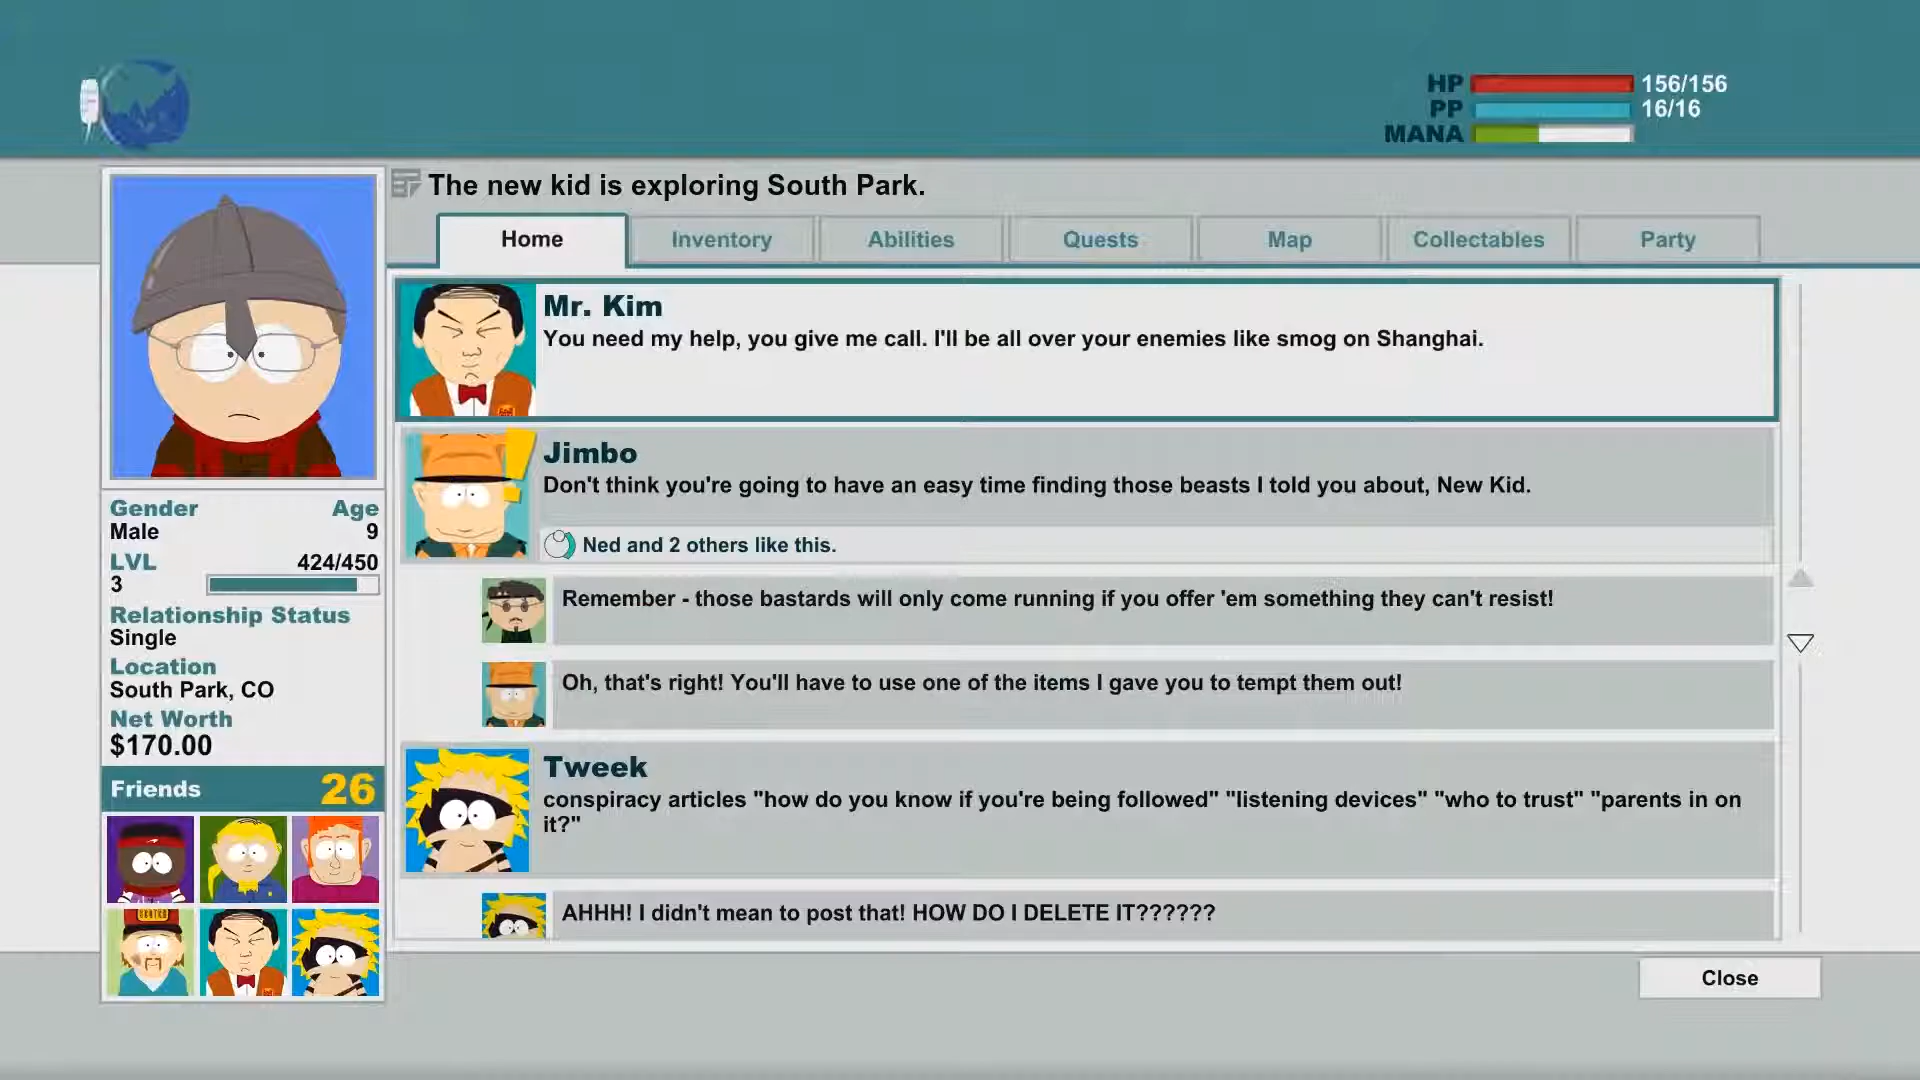 HP 156/156
PP 16/16
MANA
The new kid is exploring South Park.
Home Inventory Abilities Quests Map Collectables Party
Mr. Kim
You need my help, you give me call. I'll be all over your enemies like smog on Shanghai.
Jimbo
Don't think you're going to have an easy time finding those beasts I told you about, New Kid.
Ned and 2 others like this.
Remember - those bastards will only come running if you offer 'em something they can't resist!
Oh, that's right! You'll have to use one of the items I gave you to tempt them out!
Tweek
conspiracy articles "how do you know if you're being followed" "listening devices" "who to trust" "parents in on
it?"
AHHH! I didn't mean to post that! HOW DO I DELETE IT??????
Gender Age
Male 9
LVL 424/450
3
Relationship Status
Single
Location
South Park, CO
Net Worth
$170.00
Friends 26
Close